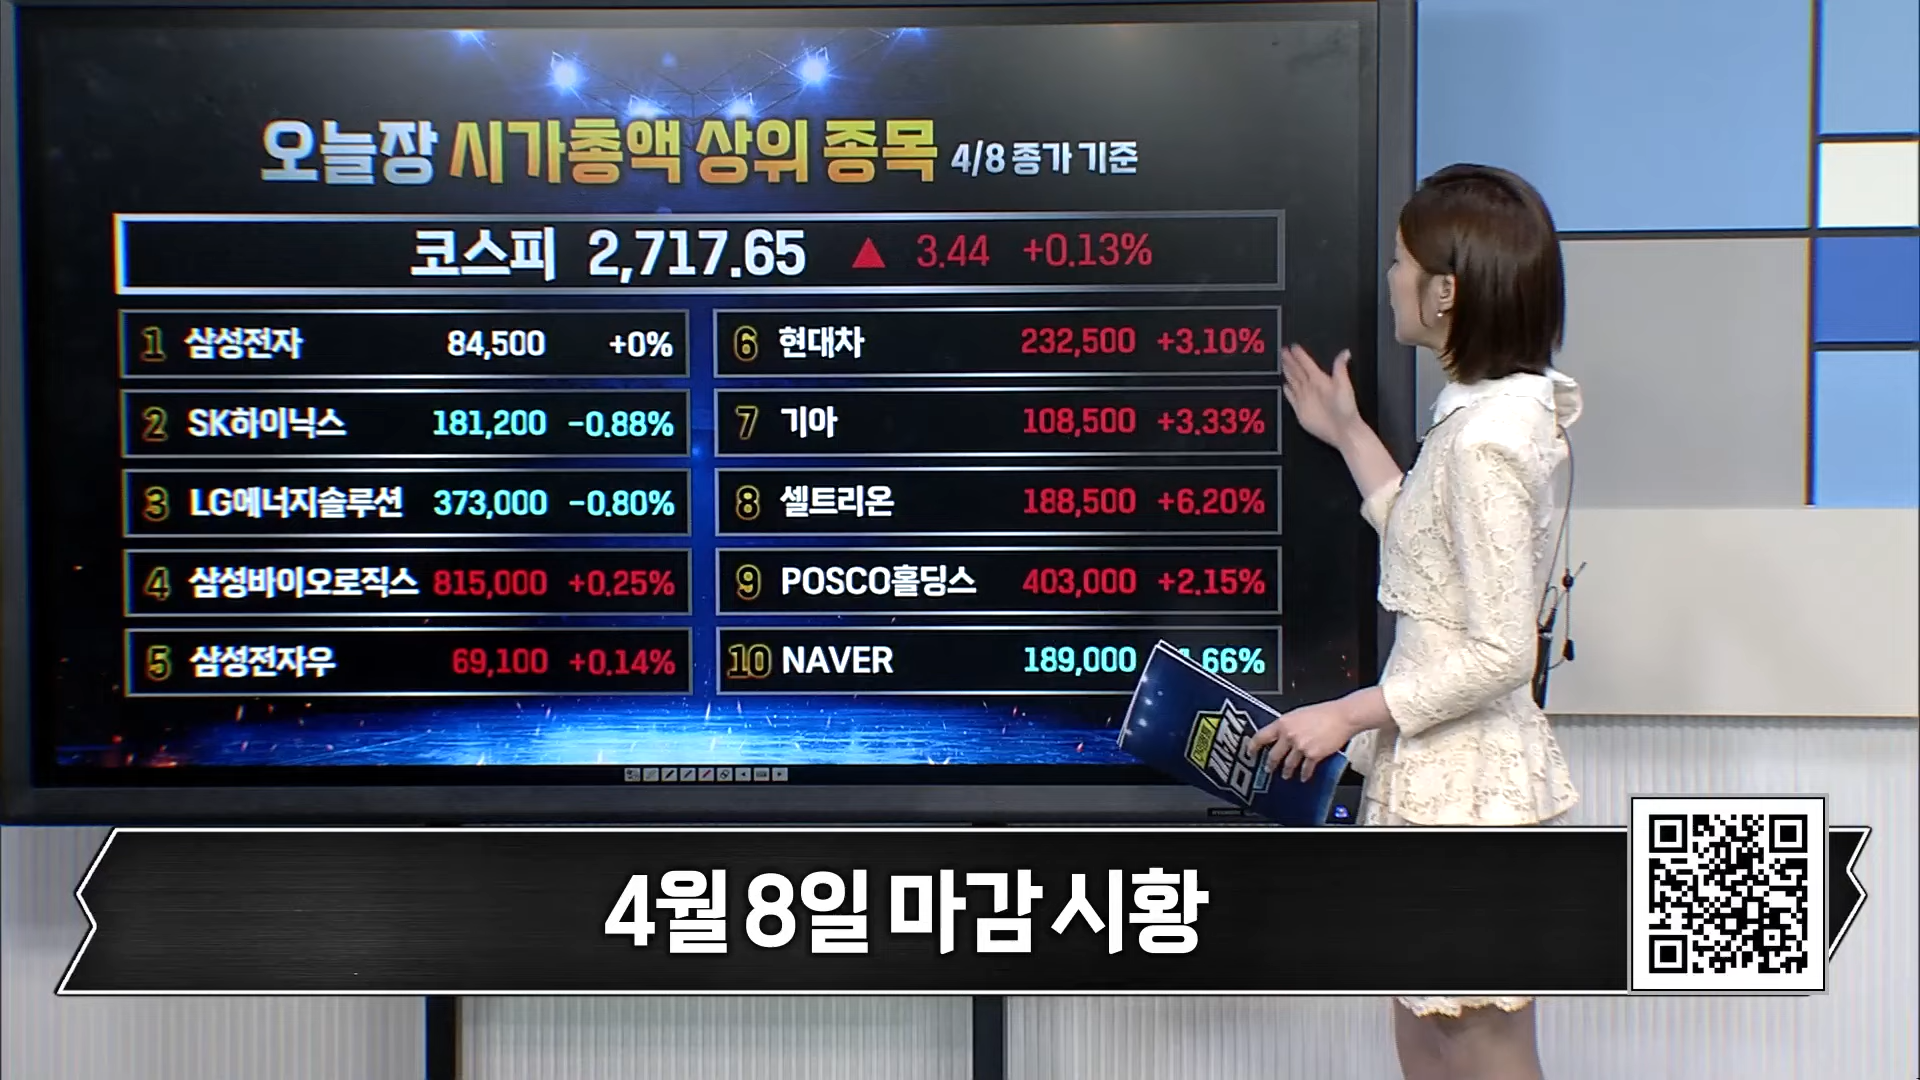 오늘장 시가총액 상위 종목 4/8 종가 기준
코스피 2,717.65 ▲ 3.44 +0.13%
1 삼성전자 84,500 +0%
2 SK하이닉스 181,200 -0.88%
3 LG에너지솔루션 373,000 -0.80%
4 삼성바이오로직스 815,000 +0.25%
5 삼성전자우 69,100 +0.14%
6 현대차 232,500 +3.10%
7 기아 108,500 +3.33%
8 셀트리온 188,500 +6.20%
9 POSCO홀딩스 403,000 +2.15%
10 NAVER 189,000 .66%
4월 8일 마감 시황